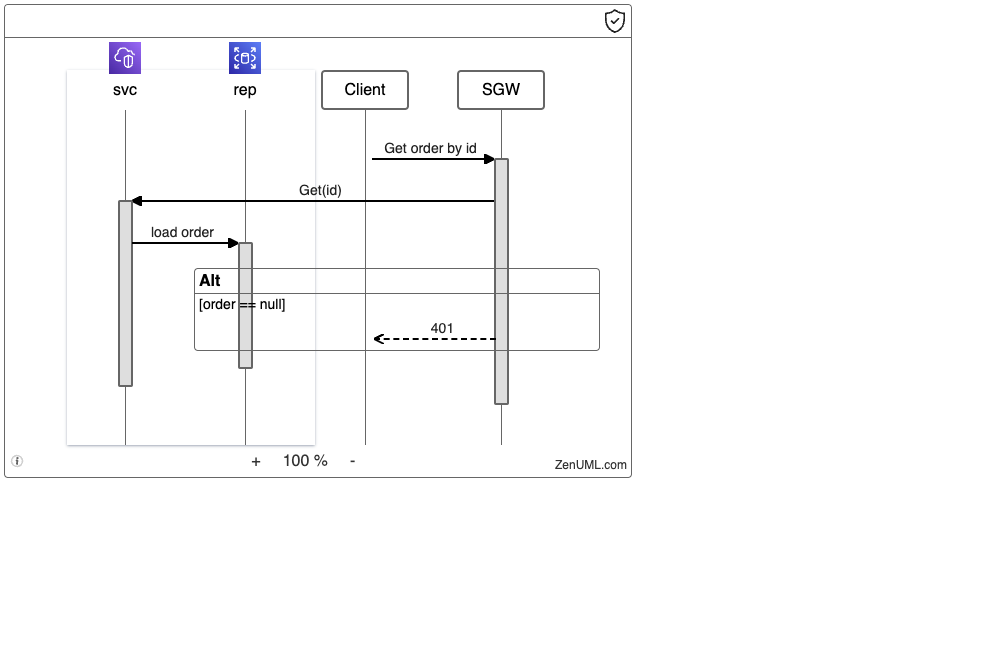 svc
rep
Client
SGW
Get order by id
Get(id)
load order
Alt
[order == null]
401
+ 100 % -
ZenUML.com